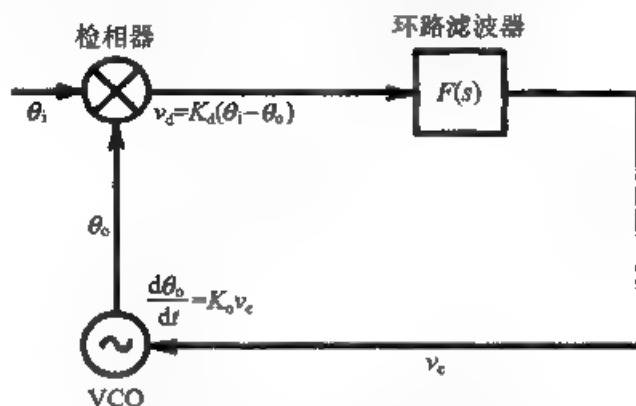 检相器
环路滤波器
θi
vd=Kd(θi−θo)
F(s)
θo
dθo/dt=Kovc
vc
VCO